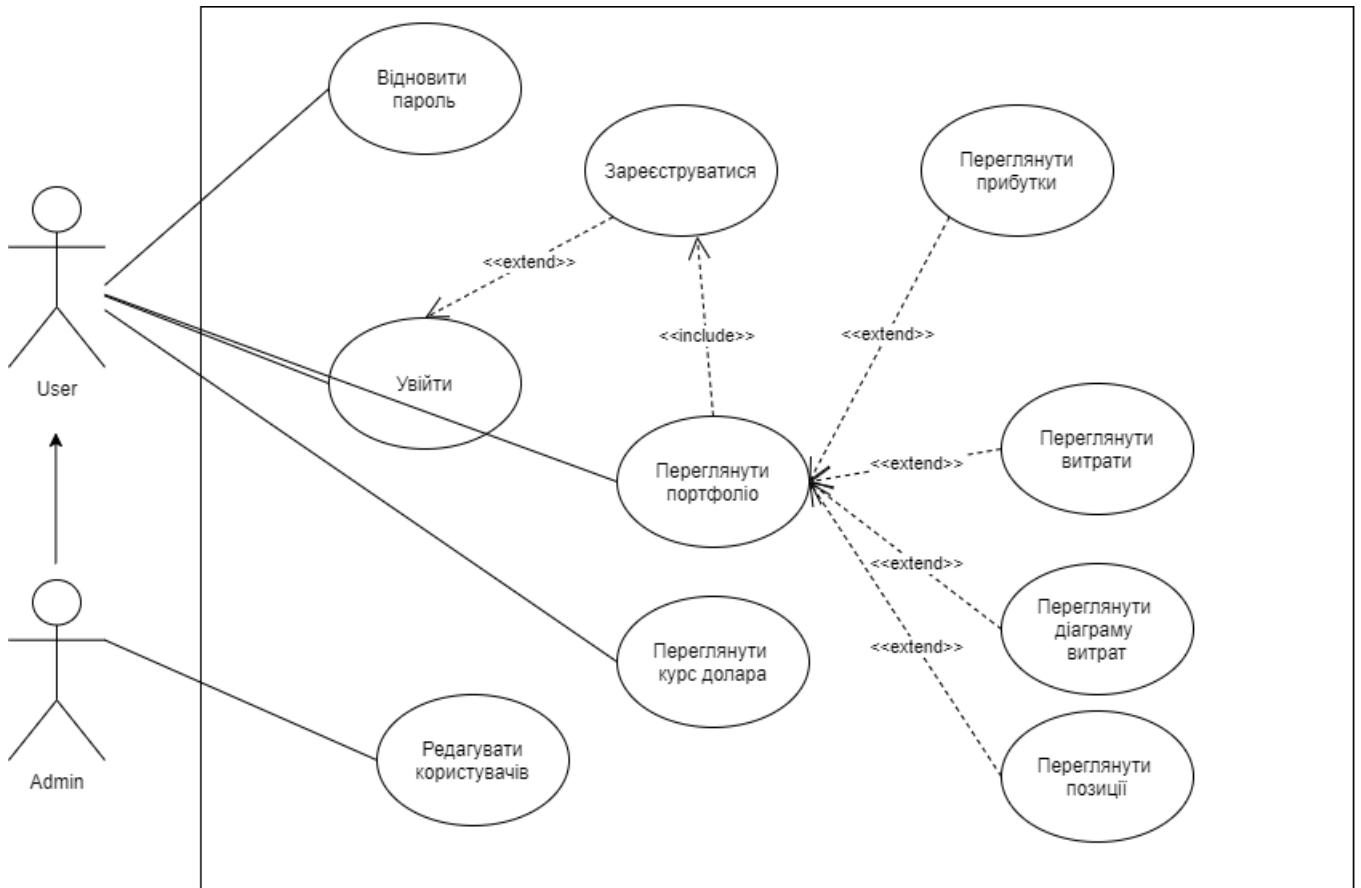 Відновити
пароль
Зареєструватися
Переглянути
прибутки
<<extend>>
<<include>>
<<extend>>
User
Увійти
Переглянути
портфоліо
<<extend>>
Переглянути
витрати
<<extend>>
Переглянути
діаграму
витрат
<<extend>>
Переглянути
курс долара
Переглянути
позиції
Admin
Редагувати
користувачів